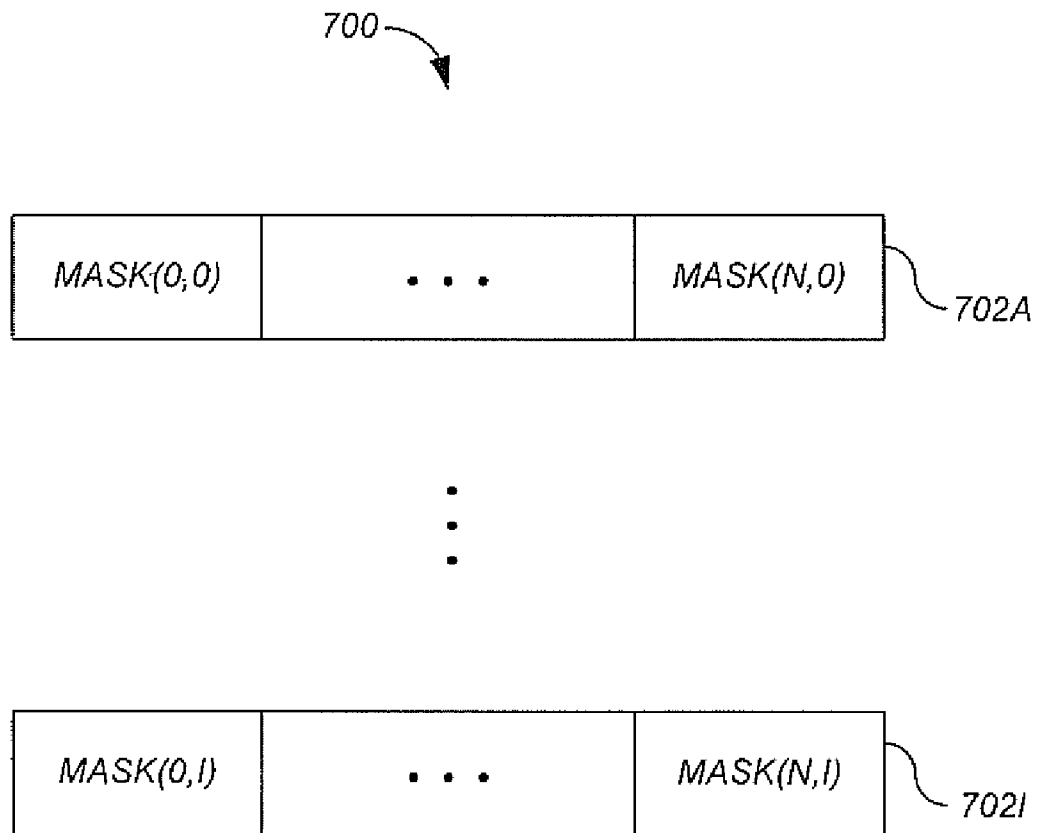 700
MASK(0,0) • • • MASK(N,0)
702A
MASK(0,I) • • • MASK(N,I)
702I